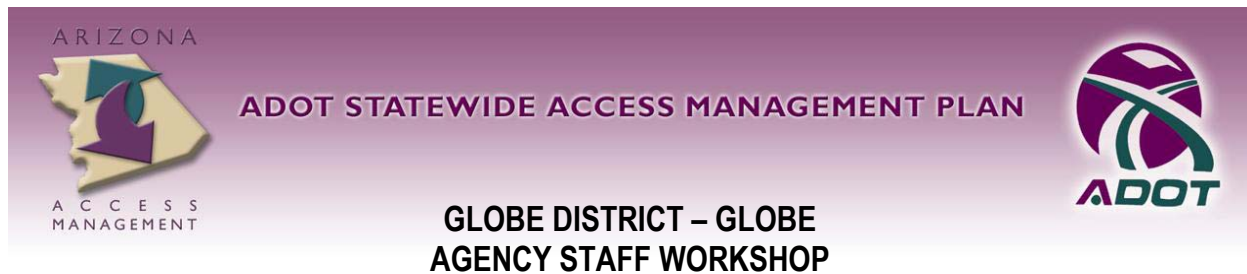 ARIZONA
ACCESS
MANAGEMENT
ADOT STATEWIDE ACCESS MANAGEMENT PLAN
ADOT
GLOBE DISTRICT – GLOBE
AGENCY STAFF WORKSHOP